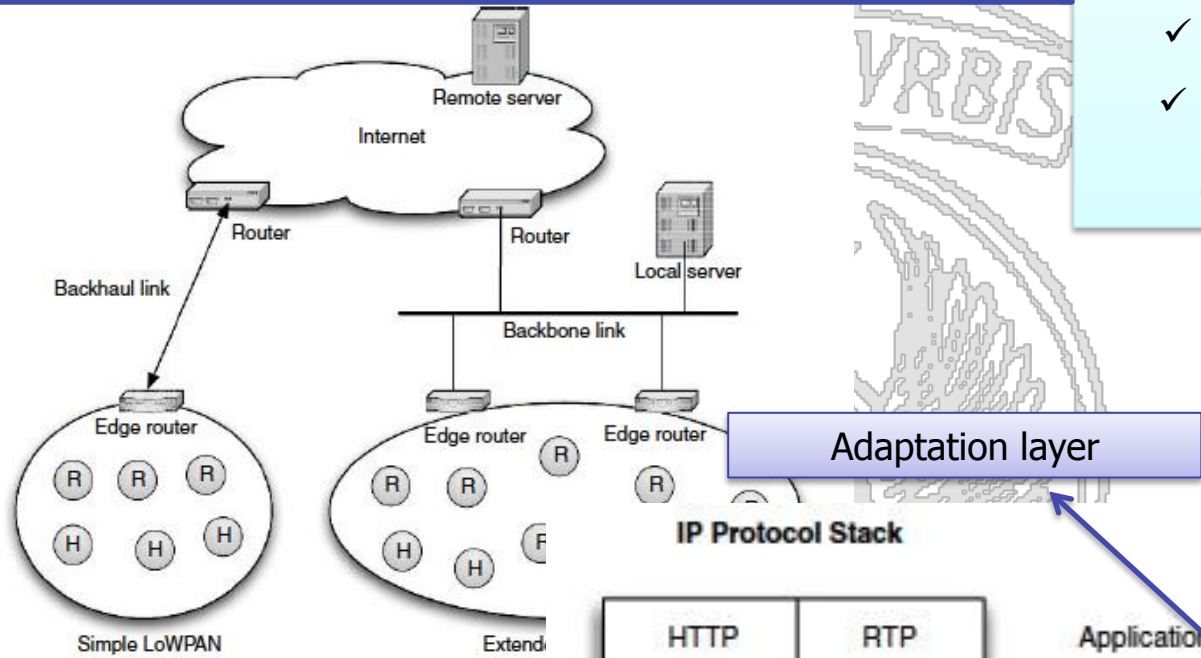 ✓
✓
VRBIS
Remote server
Internet
Router
Router
Local server
Backhaul link
Backbone link
Edge router
Edge router
Edge router
Adaptation layer
R R R
R R R
H H H
H H
IP Protocol Stack
Simple LoWPAN
HTTP RTP